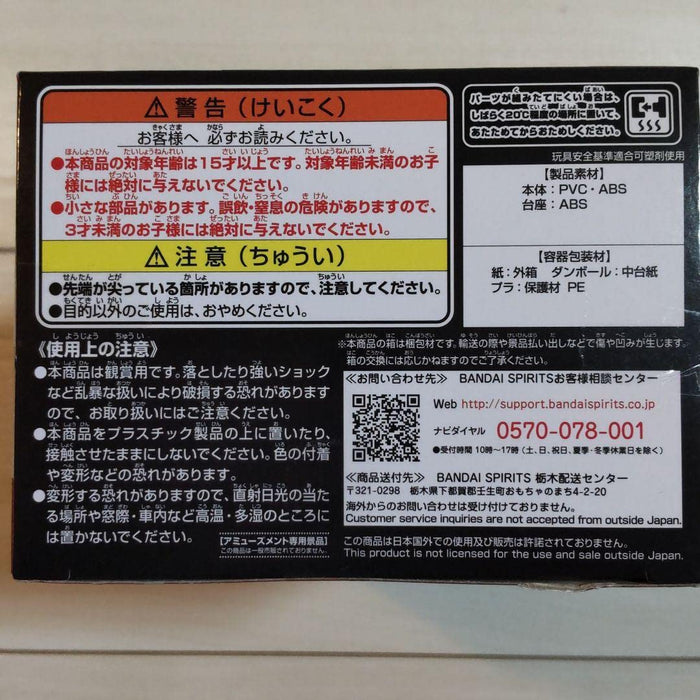 ⚠警告(けいこく)
お客様へ 必ずお読みください。
●本商品の対象年齢は15才以上です。対象年齢未満のお子
様には絶対に与えないでください。
●小さな部品があります。誤飲・窒息の危険がありますので、
3才未満のお子様には絶対に与えないでください。
⚠注意(ちゅうい)
●先端が尖っている箇所がありますので、注意してください。
●目的以外のご使用は、おやめください。
《使用上の注意》
●本商品は観賞用です。落としたり強いショック
など乱暴な扱いにより破損する恐れがあります
ので、お取り扱いにはご注意ください。
●本商品をプラスチック製品の上に置いたり、
接触させたままにしないでください。色の付着
や変形などの恐れがあります。
●変形する恐れがありますので、直射日光の当た
る場所や窓際・車内など高温・多湿のところに
は置かないでください。
【アミューズメント専用景品】
この商品は一般市販されておりません。
パーツが組みたてにくい場合は、
しばらく20℃程度の場所に置いて、
あたためてからおためしください。
玩具安全基準適合可塑剤使用
【製品素材】
本体:PVC・ABS
台座:ABS
【容器包装材】
紙:外箱 ダンボール:中台紙
プラ:保護材 PE
※本商品の箱は梱包材です。輸送の際や景品払い出しなどで傷や凹みが生じます。
箱の交換には応じかねますのでご了承ください。
≪お問い合わせ先≫ BANDAI SPIRITSお客様相談センター
Web http://support.bandaispirits.co.jp
ナビダイヤル 0570-078-001
●受付時間 10時〜17時(土、日、祝日、夏季・冬季休業日を除く)
≪商品送付先≫ BANDAI SPIRITS 栃木配送センター
〒321-0298 栃木県下都賀郡壬生町おもちゃのまち4-2-20
海外からのお問い合わせは受け付けておりません。
Customer service inquiries are not accepted from outside Japan.
この商品は日本国外での使用及び販売は許諾されておりません。
This product is not licensed for the use and sale outside Japan.